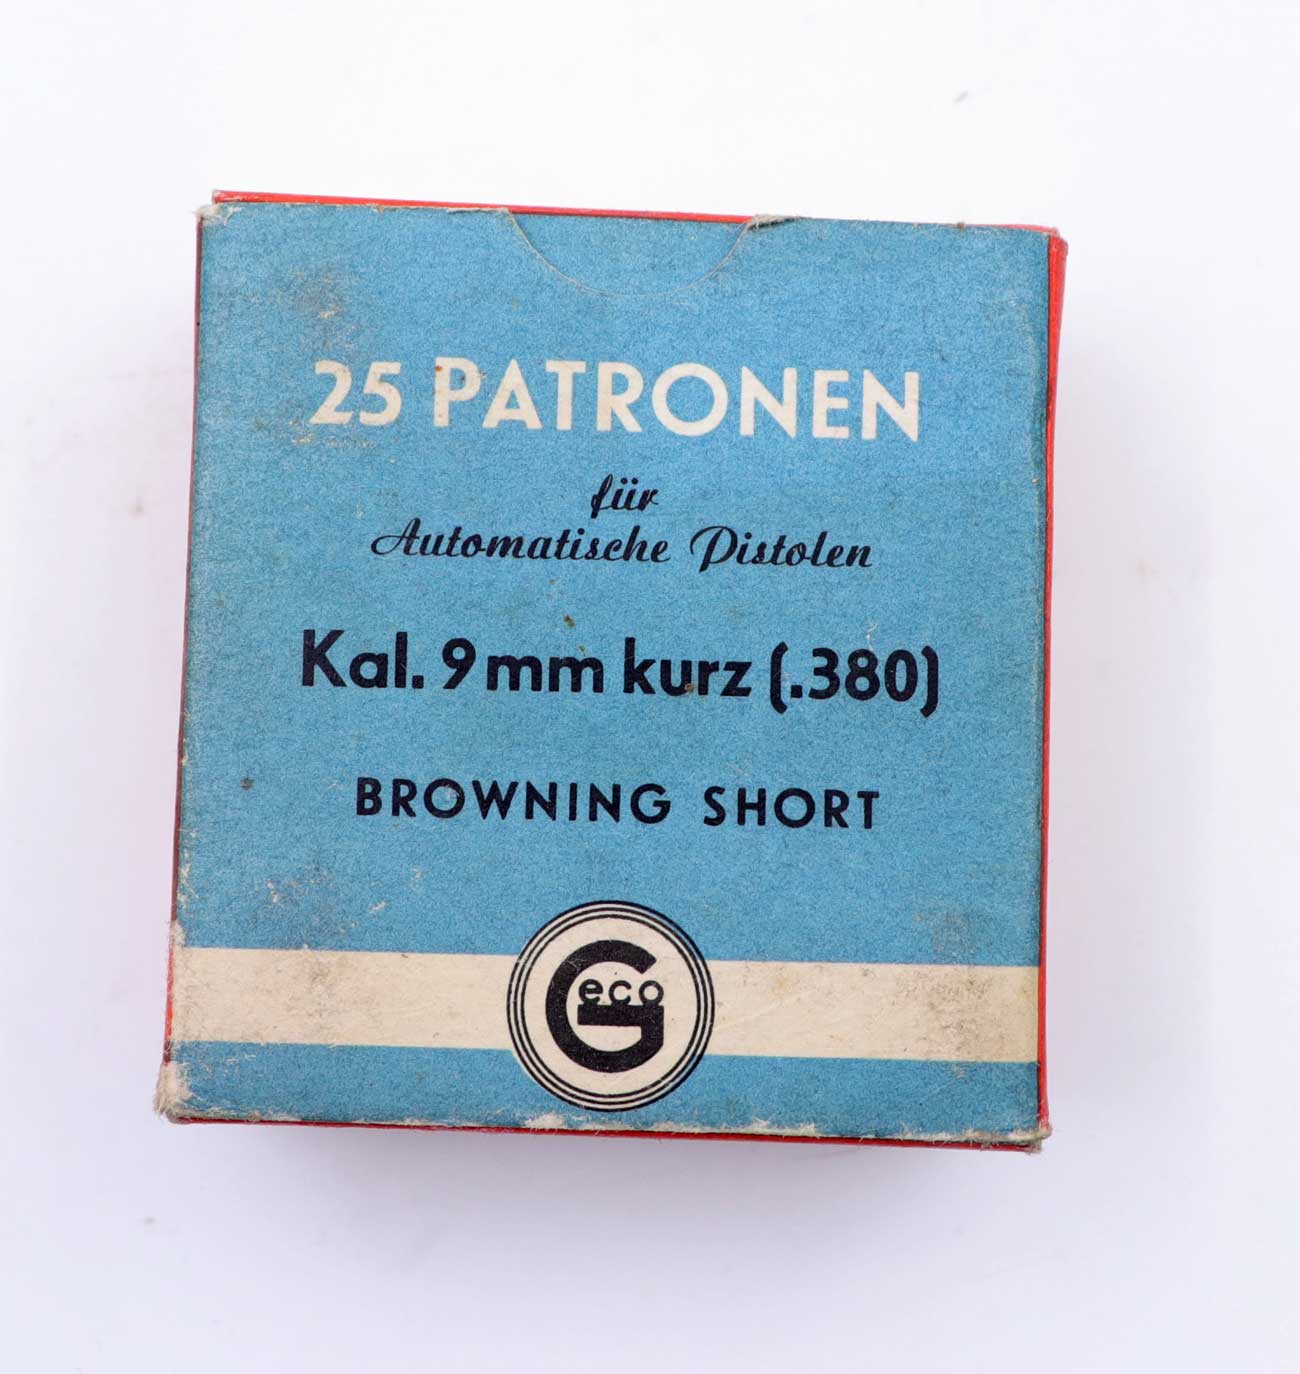 25 PATRONEN
für
Automatische Pistolen
Kal. 9mm kurz (.380)
BROWNING SHORT
Geco